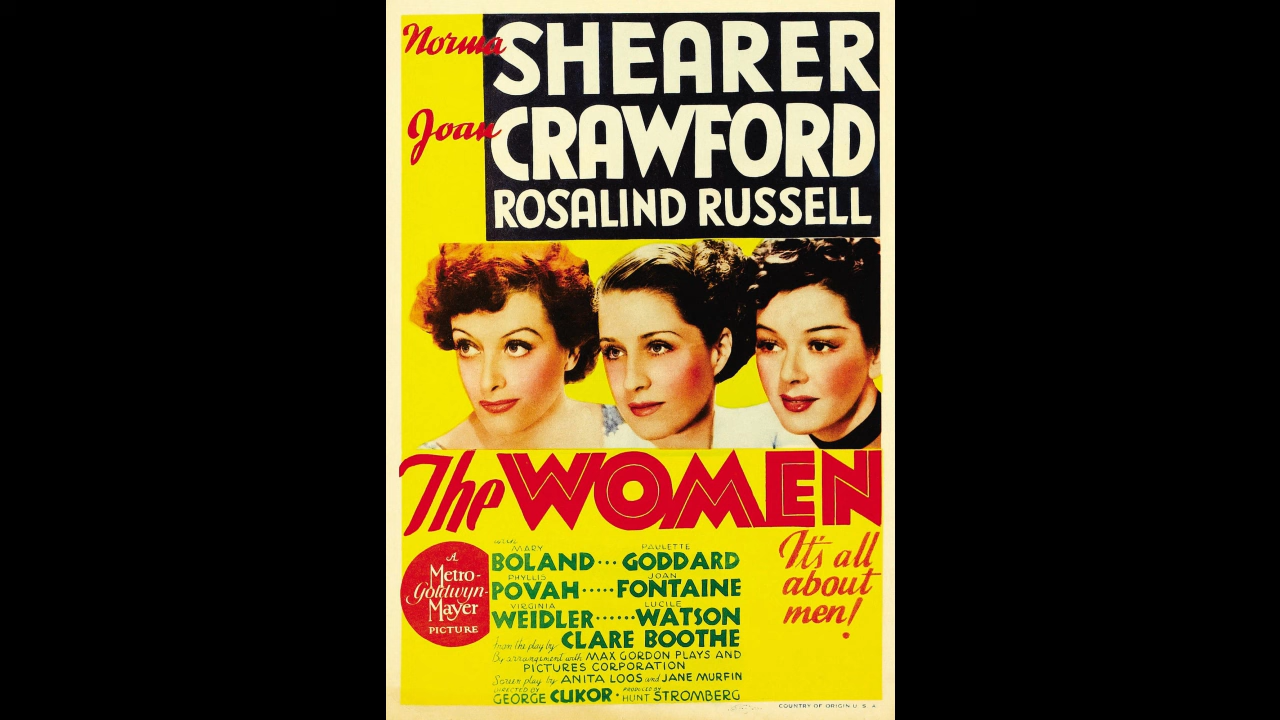 Norma SHEARER
Joan CRAWFORD
ROSALIND RUSSELL
The WOMEN
It's all
about
men!
A
Metro-
Goldwyn-
Mayer
PICTURE
with
MARY BOLAND...PAULETTE GODDARD
PHYLLIS POVAH.....JOAN FONTAINE
VIRGINIA WEIDLER......LUCILE WATSON
From the play by CLARE BOOTHE
By arrangement with MAX GORDON PLAYS AND
PICTURES CORPORATION
Screen play by ANITA LOOS and JANE MURFIN
DIRECTED BY GEORGE CUKOR • PRODUCED BY HUNT STROMBERG
COUNTRY OF ORIGIN U.S.A.